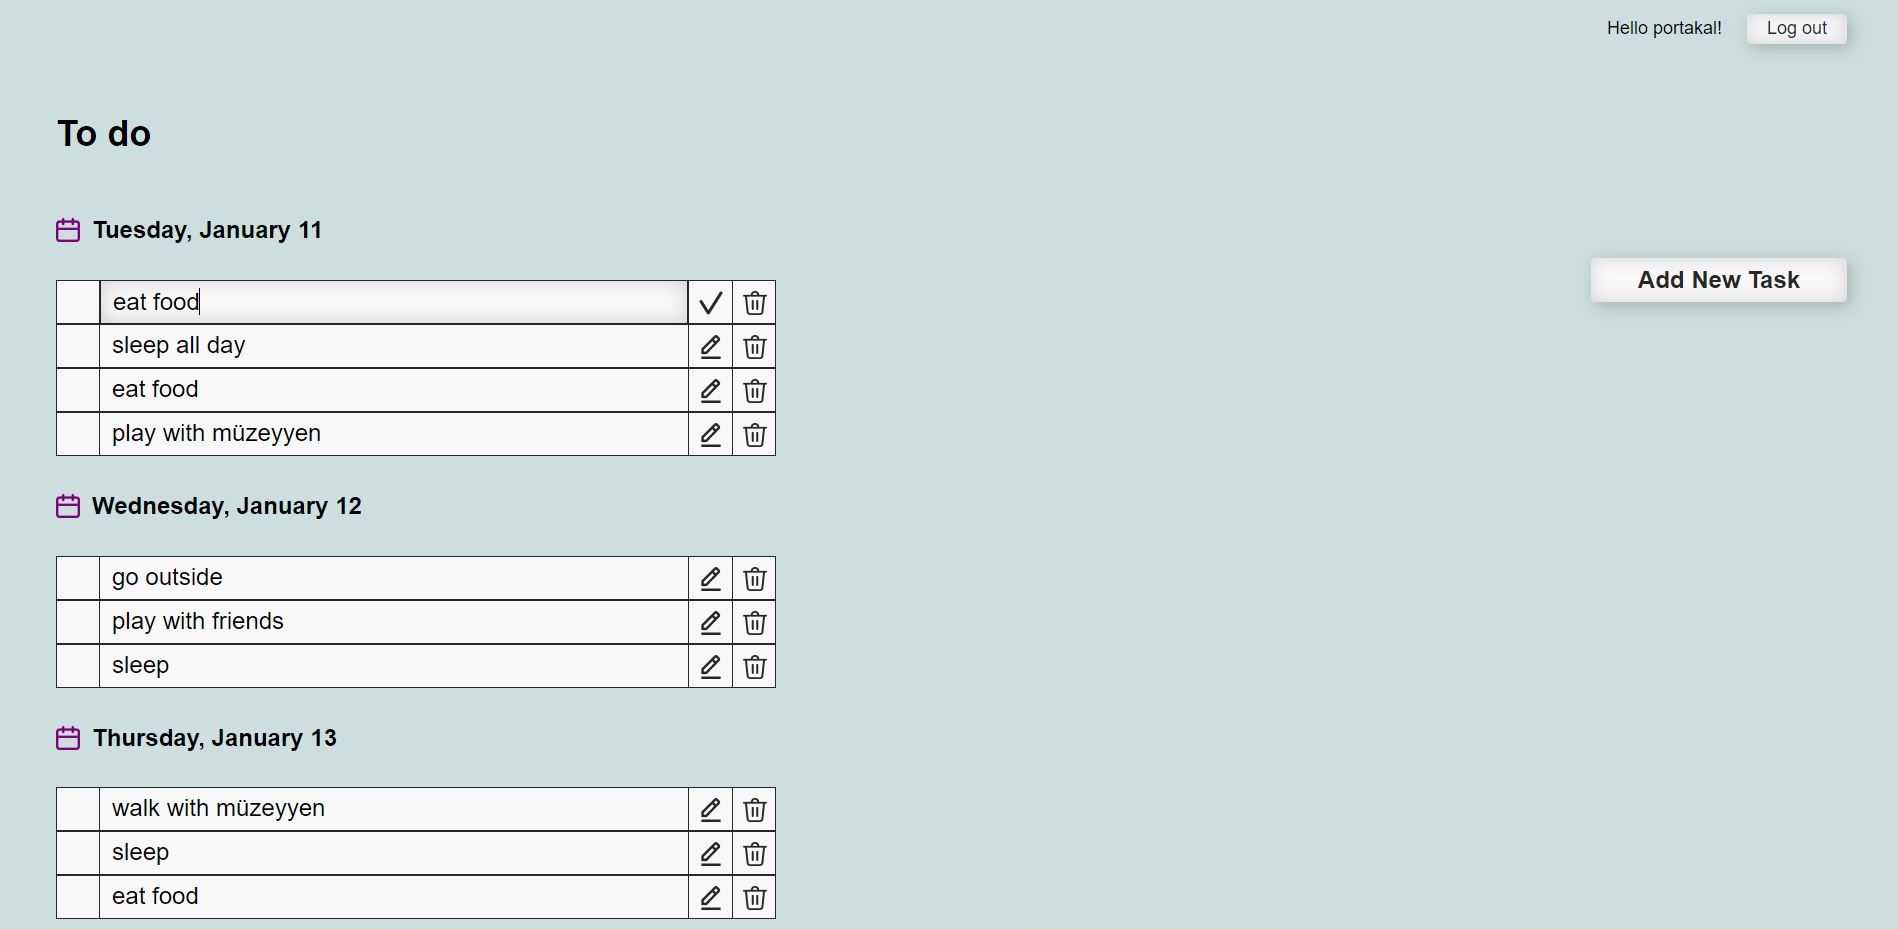 Hello portakal!
Log out
To do
Tuesday, January 11
Add New Task
eat food
sleep all day
eat food
play with müzeyyen
Wednesday, January 12
go outside
play with friends
sleep
Thursday, January 13
walk with müzeyyen
sleep
eat food